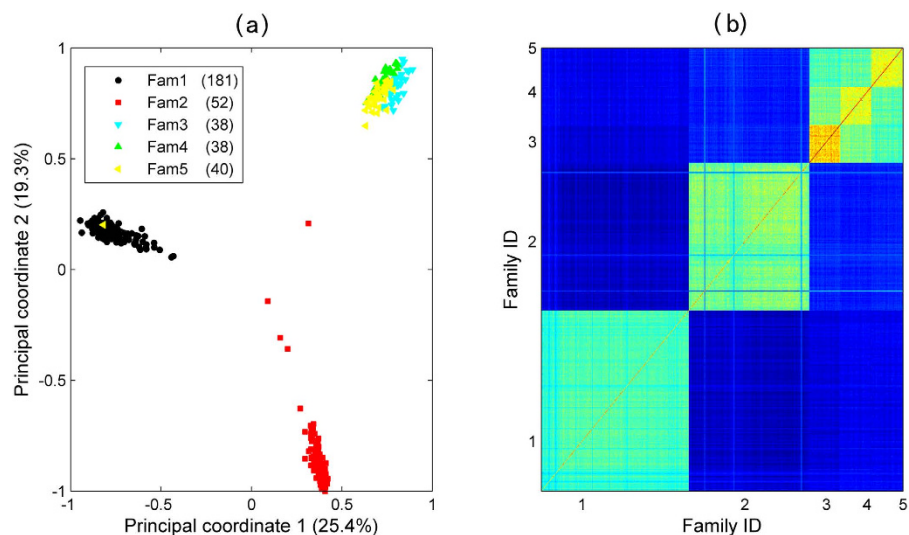 (a)
1
0.5
0
-0.5
-1
Fam1 (181)
Fam2 (52)
Fam3 (38)
Fam4 (38)
Fam5 (40)
-1 -0.5 0 0.5 1
Principal coordinate 2 (19.3%)
Principal coordinate 1 (25.4%)
(b)
5
4
3
2
1
Family ID
1 2 3 4 5
Family ID